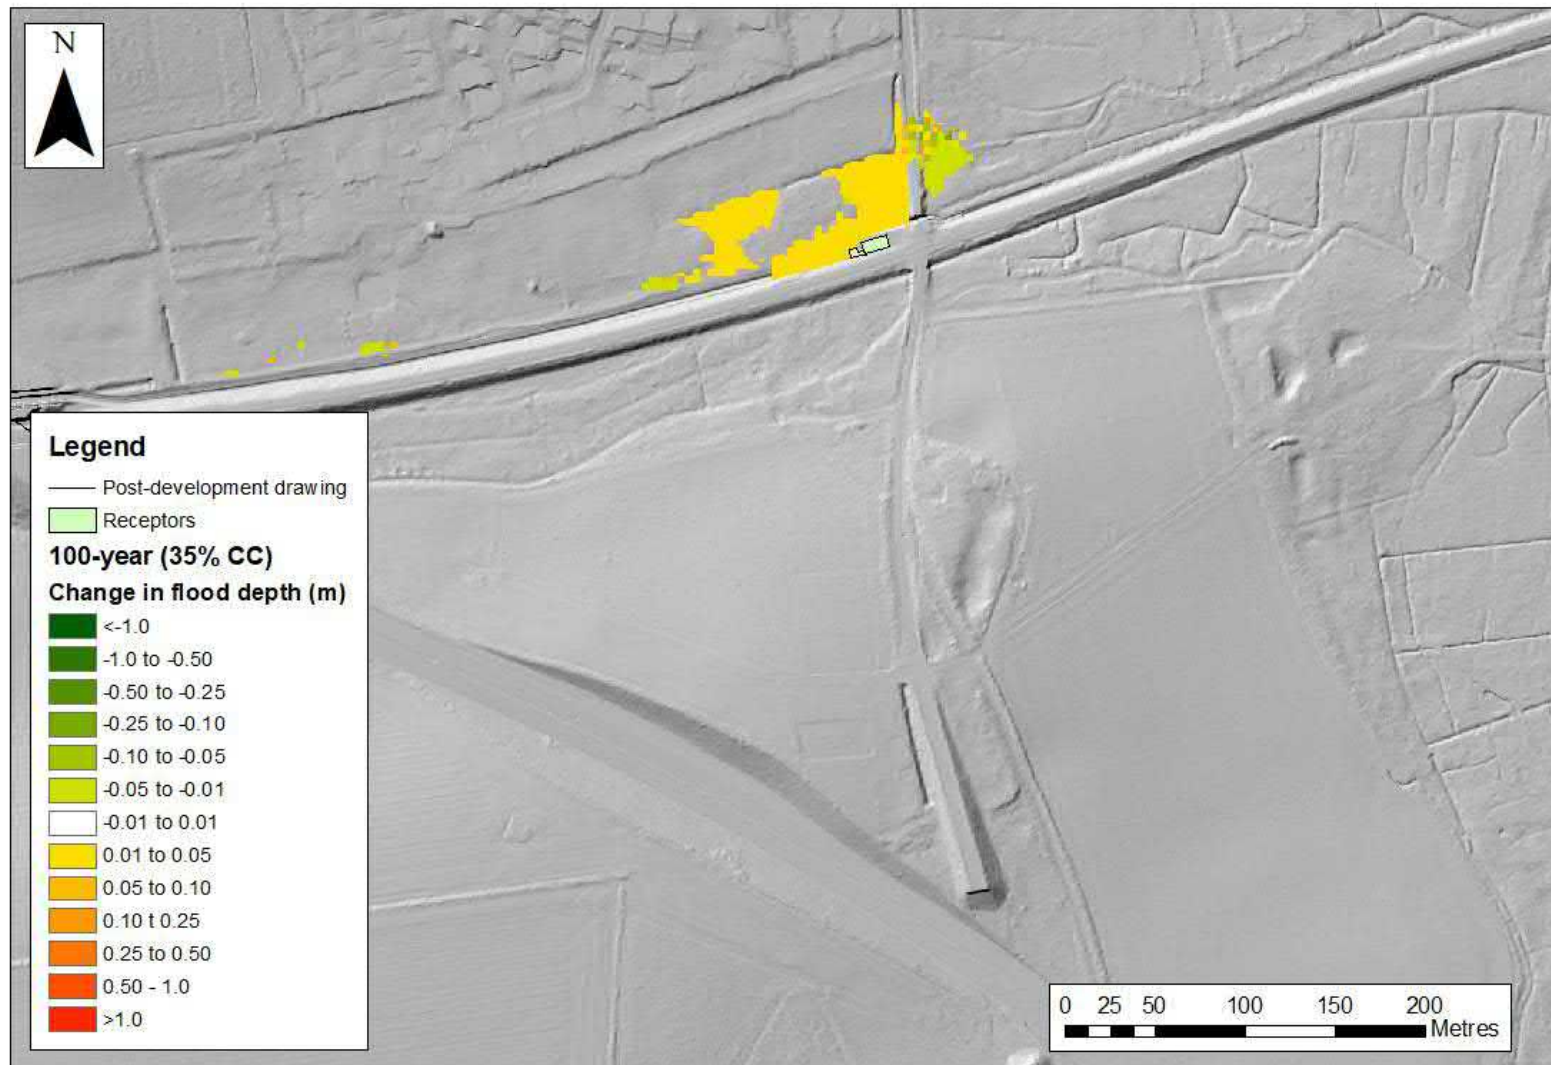 N
Legend
Post-development drawing
Receptors
100-year (35% CC)
Change in flood depth (m)
<-1.0
-1.0 to -0.50
-0.50 to -0.25
-0.25 to -0.10
-0.10 to -0.05
-0.05 to -0.01
-0.01 to 0.01
0.01 to 0.05
0.05 to 0.10
0.10 t 0.25
0.25 to 0.50
0.50 - 1.0
>1.0
0 25 50 100 150 200
Metres